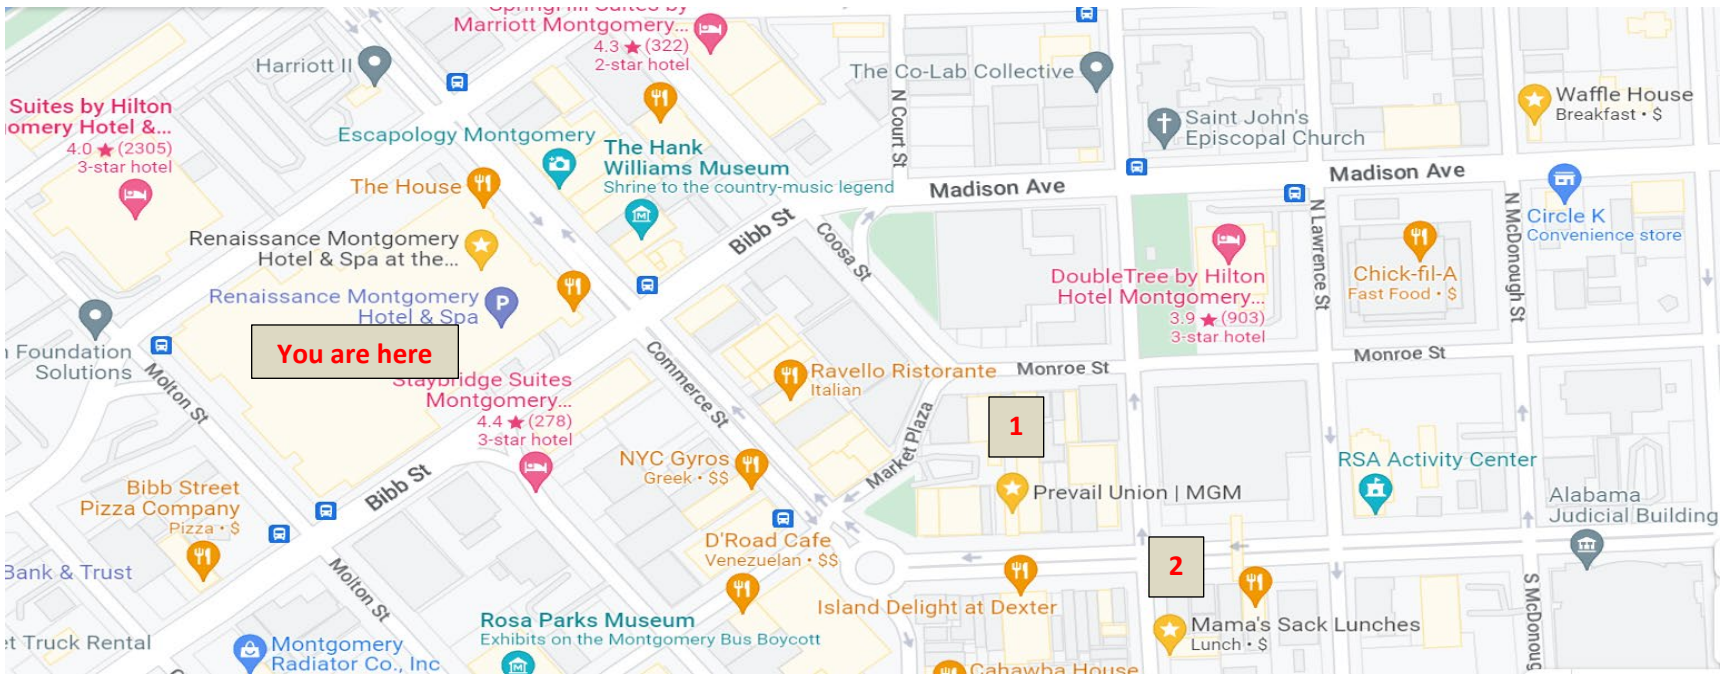 SpringHill Suites by
Marriott Montgomery...
4.3 ★ (322)
2-star hotel
Harriott II
The Co-Lab Collective
N Court St
Waffle House
Breakfast • $
Suites by Hilton
gomery Hotel &...
4.0 ★ (2305)
3-star hotel
Escapology Montgomery
The Hank
Williams Museum
Shrine to the country-music legend
Saint John's
Episcopal Church
The House
Madison Ave
Madison Ave
Renaissance Montgomery
Hotel & Spa at the...
Bibb St
Coosa St
N Lawrence St
N McDonough St
Circle K
Convenience store
Renaissance Montgomery
Hotel & Spa
P
DoubleTree by Hilton
Hotel Montgomery...
3.9 ★ (903)
3-star hotel
Chick-fil-A
Fast Food • $
You are here
n Foundation
Solutions
Molton St
Staybridge Suites
Montgomery...
4.4 ★ (278)
3-star hotel
Commerce St
Ravello Ristorante
Italian
Monroe St
Monroe St
1
Market Plaza
NYC Gyros
Greek • $$
Bibb St
Prevail Union | MGM
RSA Activity Center
Bibb Street
Pizza Company
Pizza • $
Alabama
Judicial Building
D'Road Cafe
Venezuelan • $$
2
Bank & Trust
Molton St
Island Delight at Dexter
Rosa Parks Museum
Exhibits on the Montgomery Bus Boycott
Mama's Sack Lunches
Lunch • $
S McDonoug
et Truck Rental
Montgomery
Radiator Co., Inc
Cahawba House